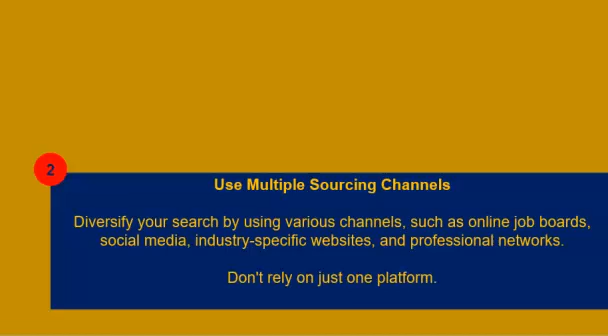 2
Use Multiple Sourcing Channels
Diversify your search by using various channels, such as online job boards,
social media, industry-specific websites, and professional networks.
Don't rely on just one platform.